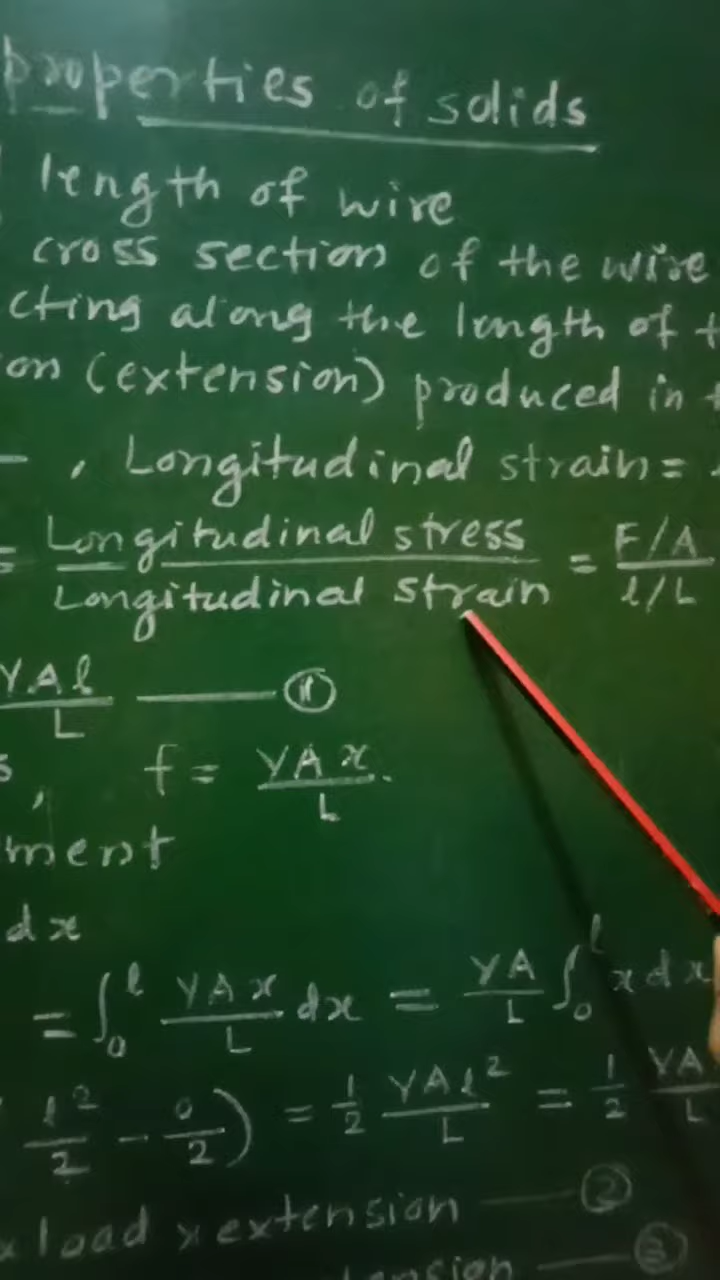 properties of solids
length of wire
cross section of the wire
cting along the length of t
on (extension) produced in
— , Longitudinal strain =
= Longitudinal stress / Longitudinal strain = F/A / l/L
YAl / L —— ①
s, f = YAx / L .
ment
dx
= ∫₀ˡ YAx / L dx = YA / L ∫₀ˡ x dx
l² / 2 - 0 / 2 ) = 1/2 YAl² / L = 1/2 YA / L
x load x extension —— ②
tension —— ③